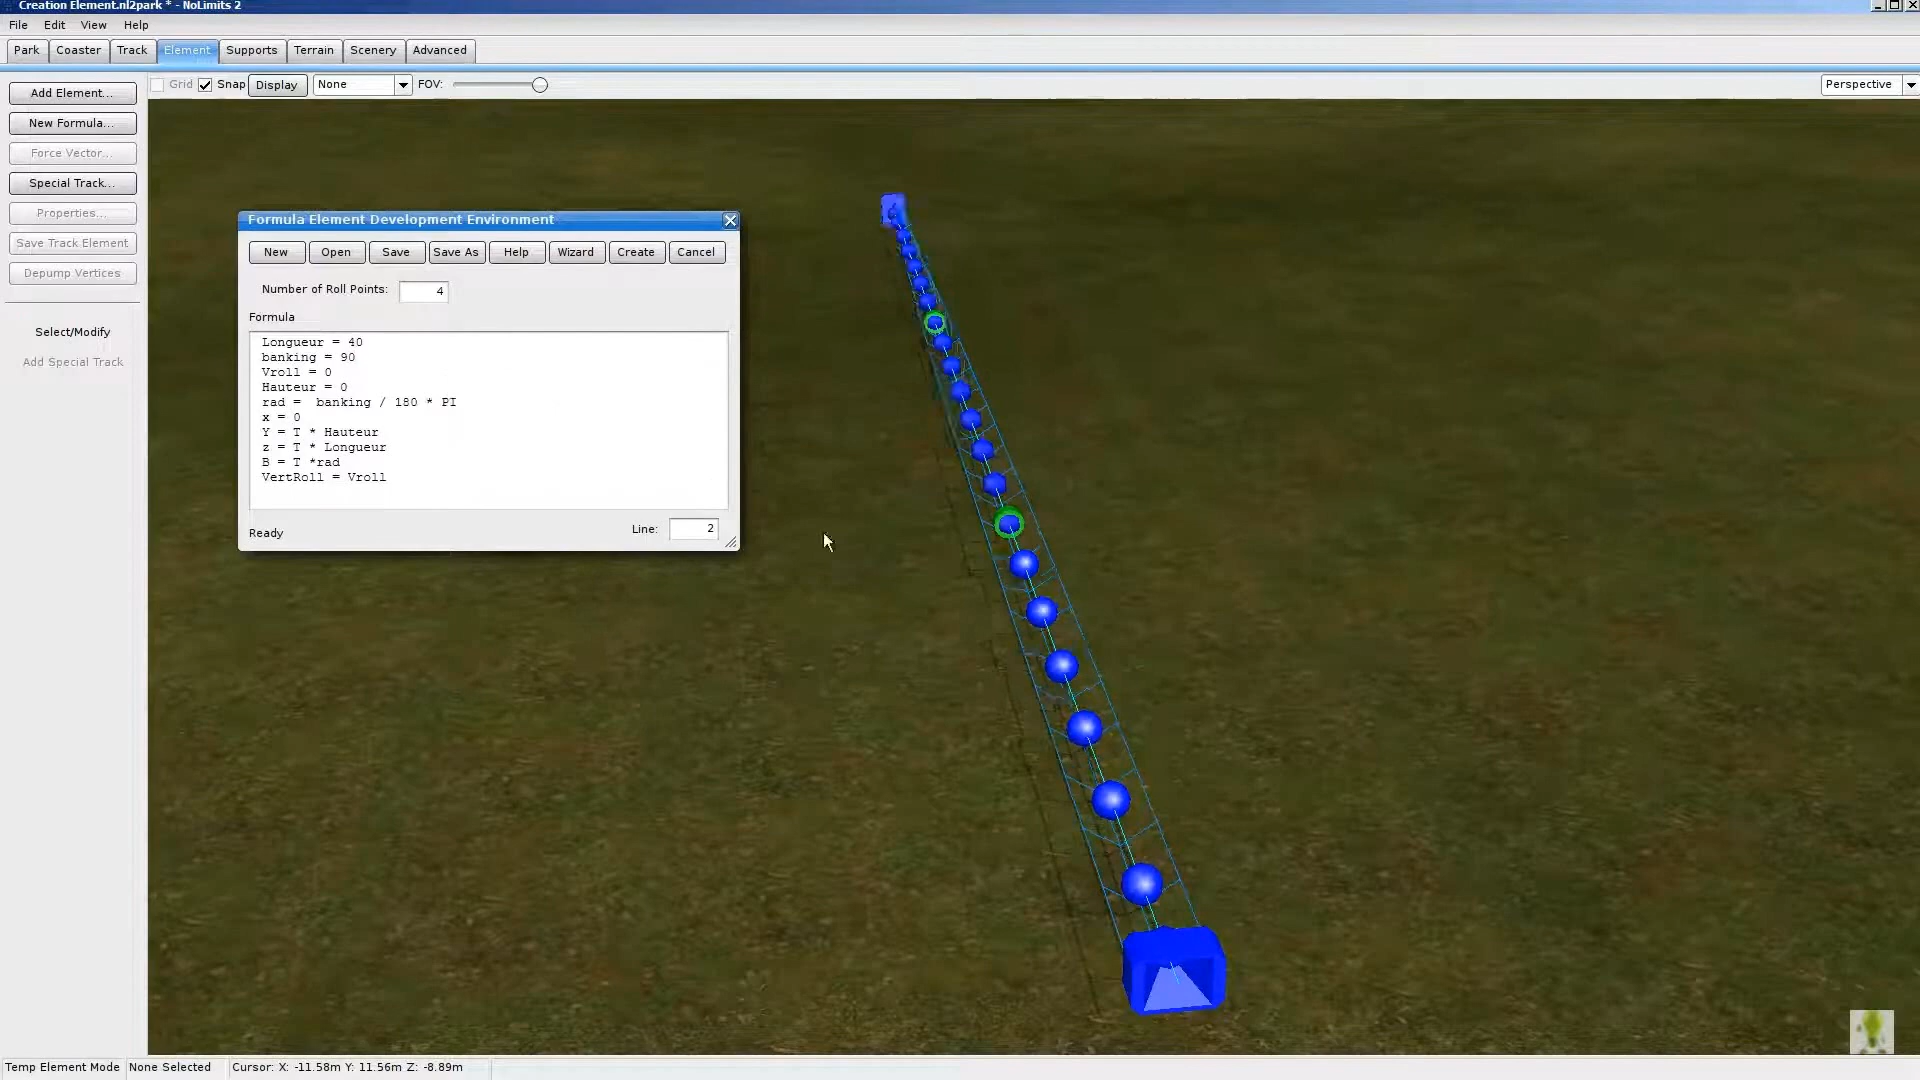 Creation Element.nl2park * - NoLimits 2
File Edit View Help
Park Coaster Track Element Supports Terrain Scenery Advanced
Grid Snap Display None FOV: Perspective
Add Element...
New Formula...
Force Vector...
Special Track...
Properties...
Save Track Element
Depump Vertices
Select/Modify
Add Special Track
Formula Element Development Environment
New Open Save Save As Help Wizard Create Cancel
Number of Roll Points: 4
Formula
Longueur = 40
banking = 90
Vroll = 0
Hauteur = 0
rad =  banking / 180 * PI
x = 0
Y = T * Hauteur
z = T * Longueur
B = T *rad
VertRoll = Vroll
Ready Line: 2
Temp Element Mode None Selected Cursor: X: -11.58m Y: 11.56m Z: -8.89m